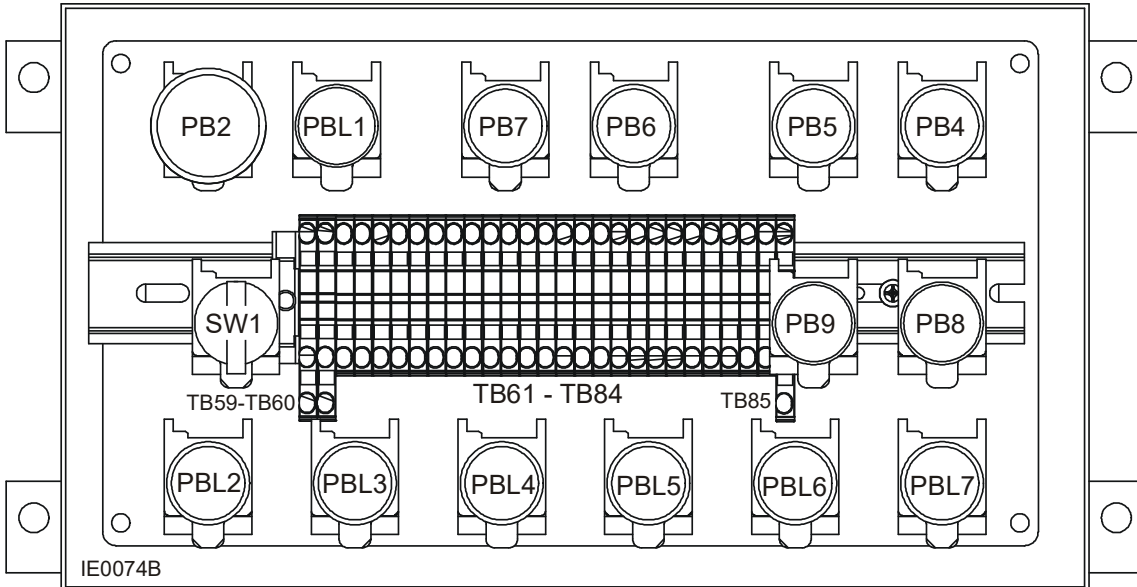 PB2 PBL1 PB7 PB6 PB5 PB4
SW1 PB9 PB8
TB59-TB60 TB61 - TB84 TB85
PBL2 PBL3 PBL4 PBL5 PBL6 PBL7
IE0074B